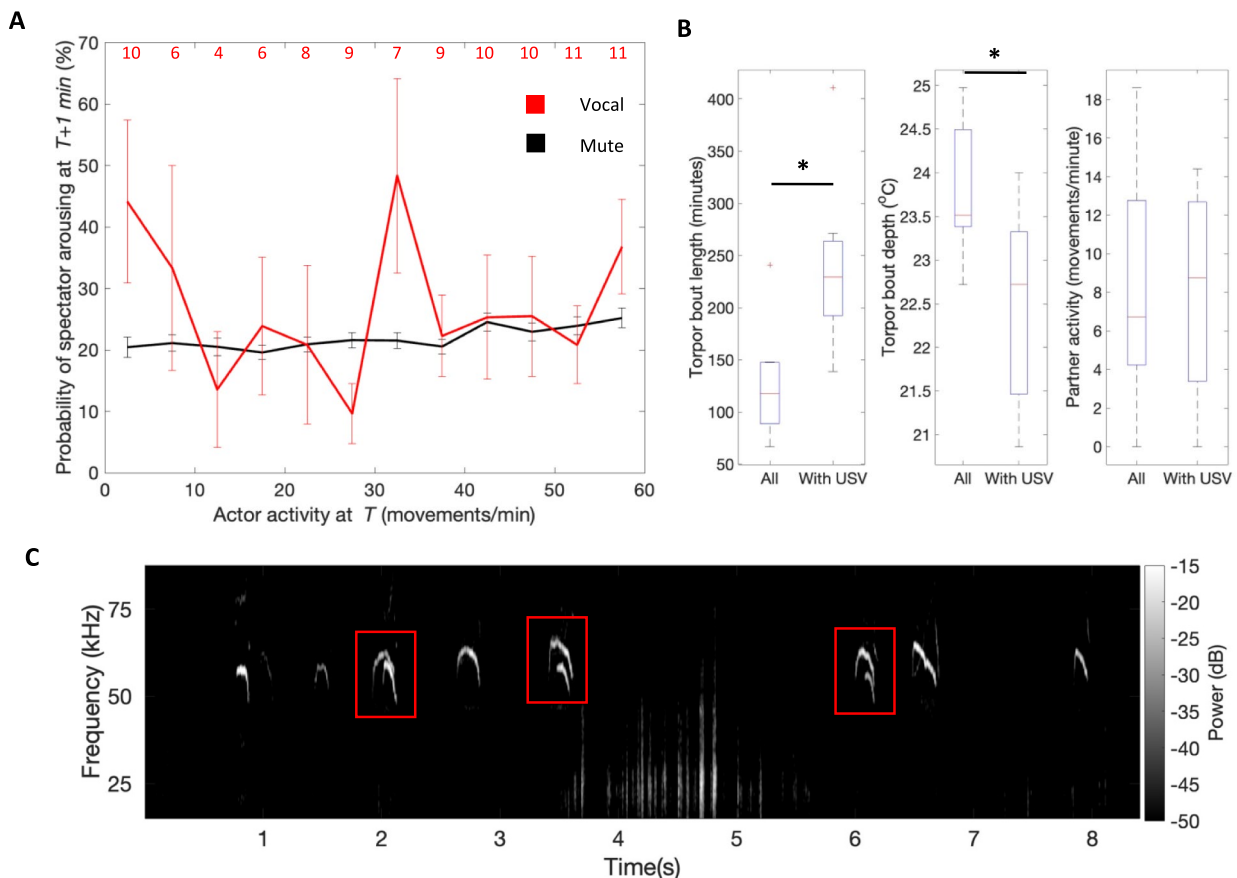 A
Probability of spectator arousing at T+1 min (%)
70
60
50
40
30
20
10
0
10 6 4 6 8 9 7 9 10 10 11 11
Vocal
Mute
0 10 20 30 40 50 60
Actor activity at T (movements/min)
B
Torpor bout length (minutes)
400
350
300
250
200
150
100
50
*
All With USV
Torpor bout depth (°C)
25
24.5
24
23.5
23
22.5
22
21.5
21
*
All With USV
Partner activity (movements/minute)
18
16
14
12
10
8
6
4
2
0
All With USV
C
Frequency (kHz)
75
50
25
1 2 3 4 5 6 7 8
Time(s)
-15
-20
-25
-30
-35
-40
-45
-50
Power (dB)